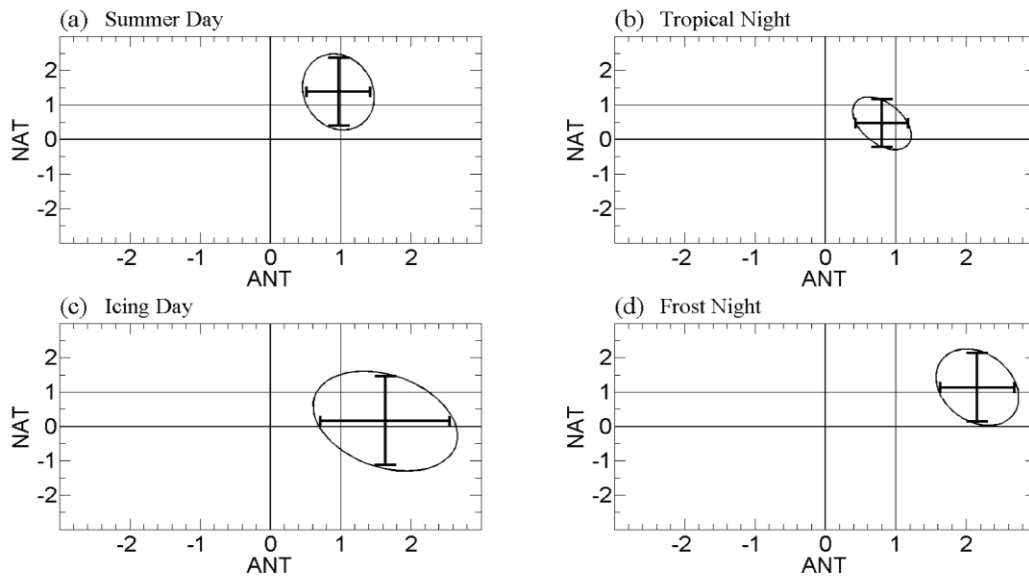 (a) Summer Day
2
1
0
-1
-2
NAT
-2 -1 0 1 2
ANT
(b) Tropical Night
2
1
0
-1
-2
NAT
-2 -1 0 1 2
ANT
(c) Icing Day
2
1
0
-1
-2
NAT
-2 -1 0 1 2
ANT
(d) Frost Night
2
1
0
-1
-2
NAT
-2 -1 0 1 2
ANT